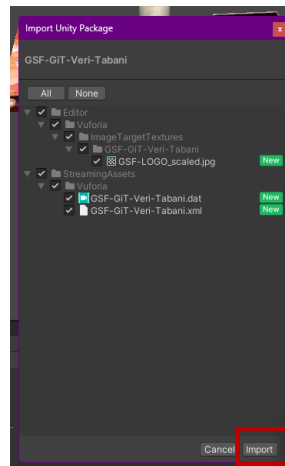 Import Unity Package
x
GSF-GiT-Veri-Tabani
All None
Editor
Vuforia
ImageTargetTextures
GSF-GiT-Veri-Tabani
GSF-LOGO_scaled.jpg New
StreamingAssets
Vuforia
GSF-GiT-Veri-Tabani.dat New
GSF-GiT-Veri-Tabani.xml New
Cancel Import